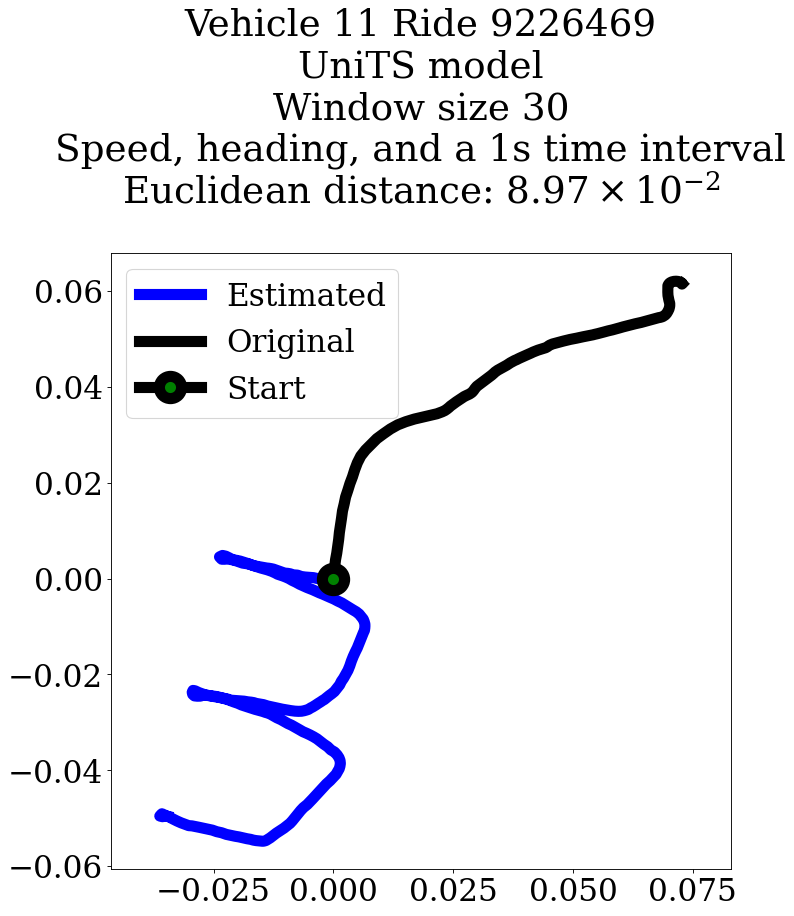 Vehicle 11 Ride 9226469
UniTS model
Window size 30
Speed, heading, and a 1s time interval
Euclidean distance: 8.97 × 10⁻²
Estimated
Original
Start
0.06
0.04
0.02
0.00
−0.02
−0.04
−0.06
−0.025 0.000 0.025 0.050 0.075